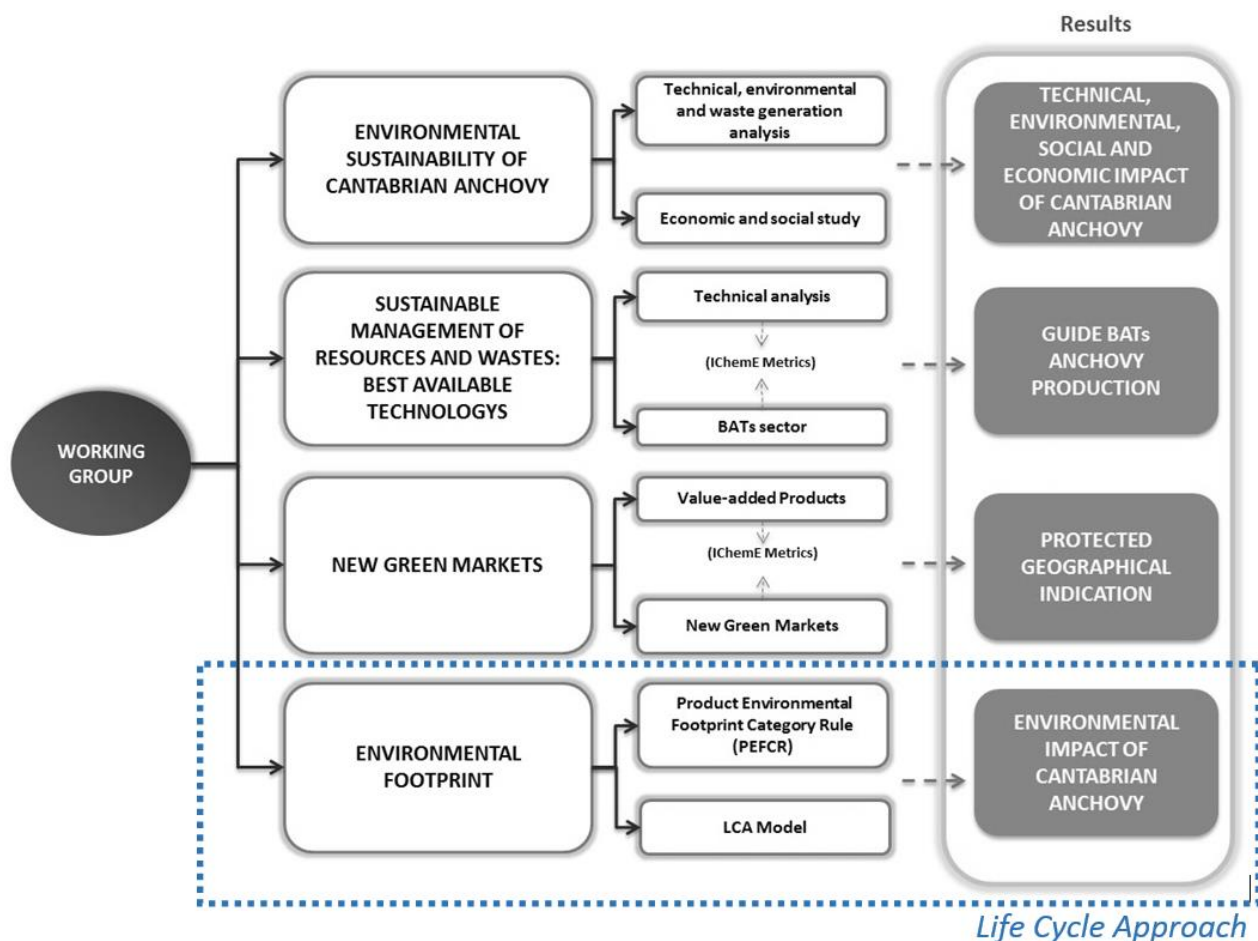 Results
ENVIRONMENTAL
SUSTAINABILITY OF
CANTABRIAN ANCHOVY
Technical, environmental
and waste generation
analysis
Economic and social study
TECHNICAL,
ENVIRONMENTAL,
SOCIAL AND
ECONOMIC IMPACT
OF CANTABRIAN
ANCHOVY
SUSTAINABLE
MANAGEMENT OF
RESOURCES AND WASTES:
BEST AVAILABLE
TECHNOLOGYS
Technical analysis
(IChemE Metrics)
BATs sector
GUIDE BATs
ANCHOVY
PRODUCTION
WORKING
GROUP
NEW GREEN MARKETS
Value-added Products
(IChemE Metrics)
New Green Markets
PROTECTED
GEOGRAPHICAL
INDICATION
ENVIRONMENTAL
FOOTPRINT
Product Environmental
Footprint Category Rule
(PEFCR)
LCA Model
ENVIRONMENTAL
IMPACT OF
CANTABRIAN
ANCHOVY
Life Cycle Approach